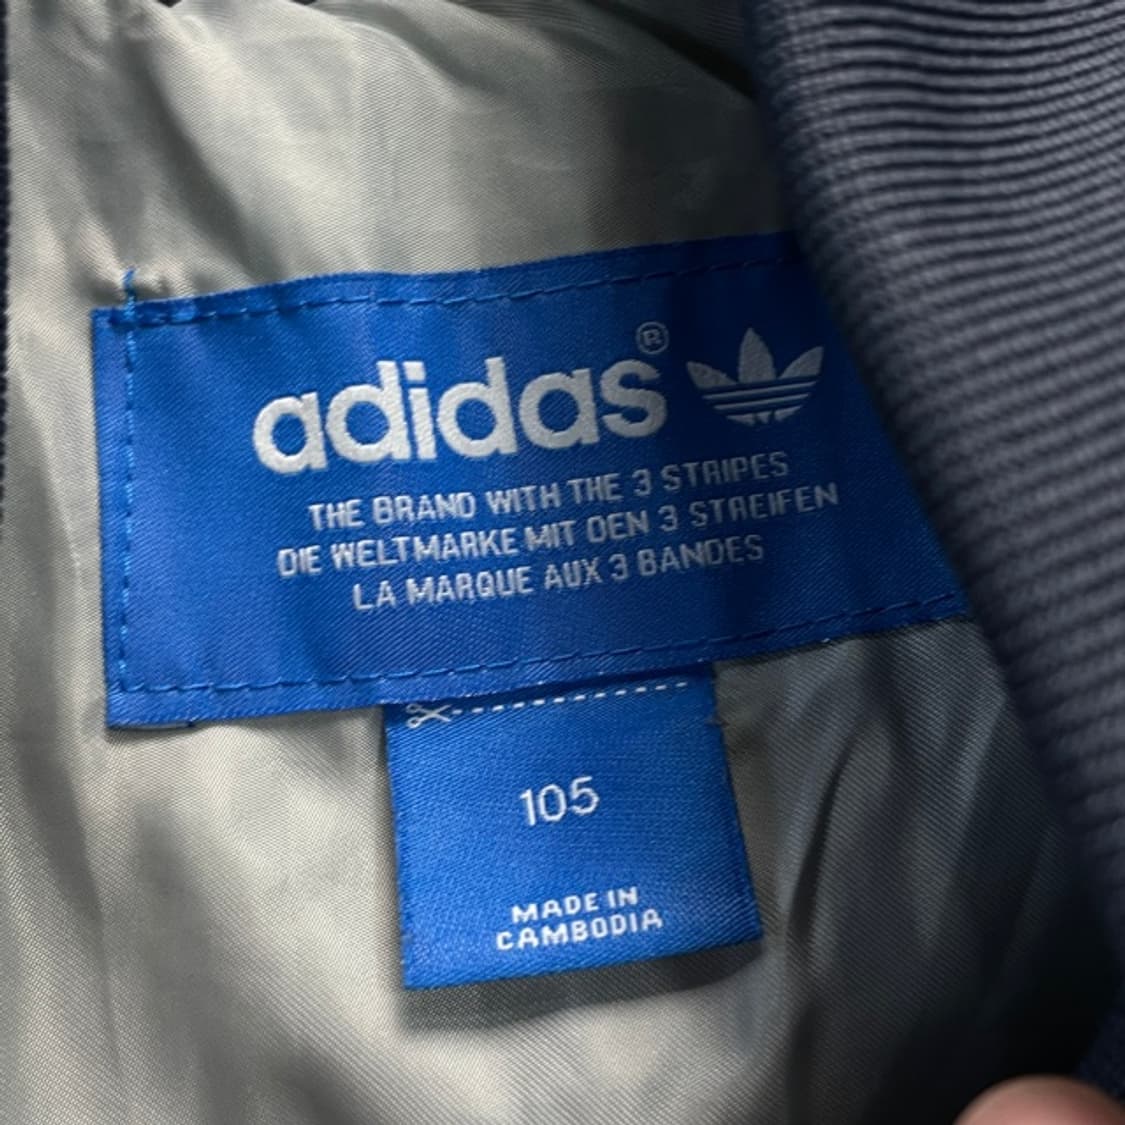 adidas®
THE BRAND WITH THE 3 STRIPES
DIE WELTMARKE MIT DEN 3 STREIFEN
LA MARQUE AUX 3 BANDES
105
MADE IN
CAMBODIA